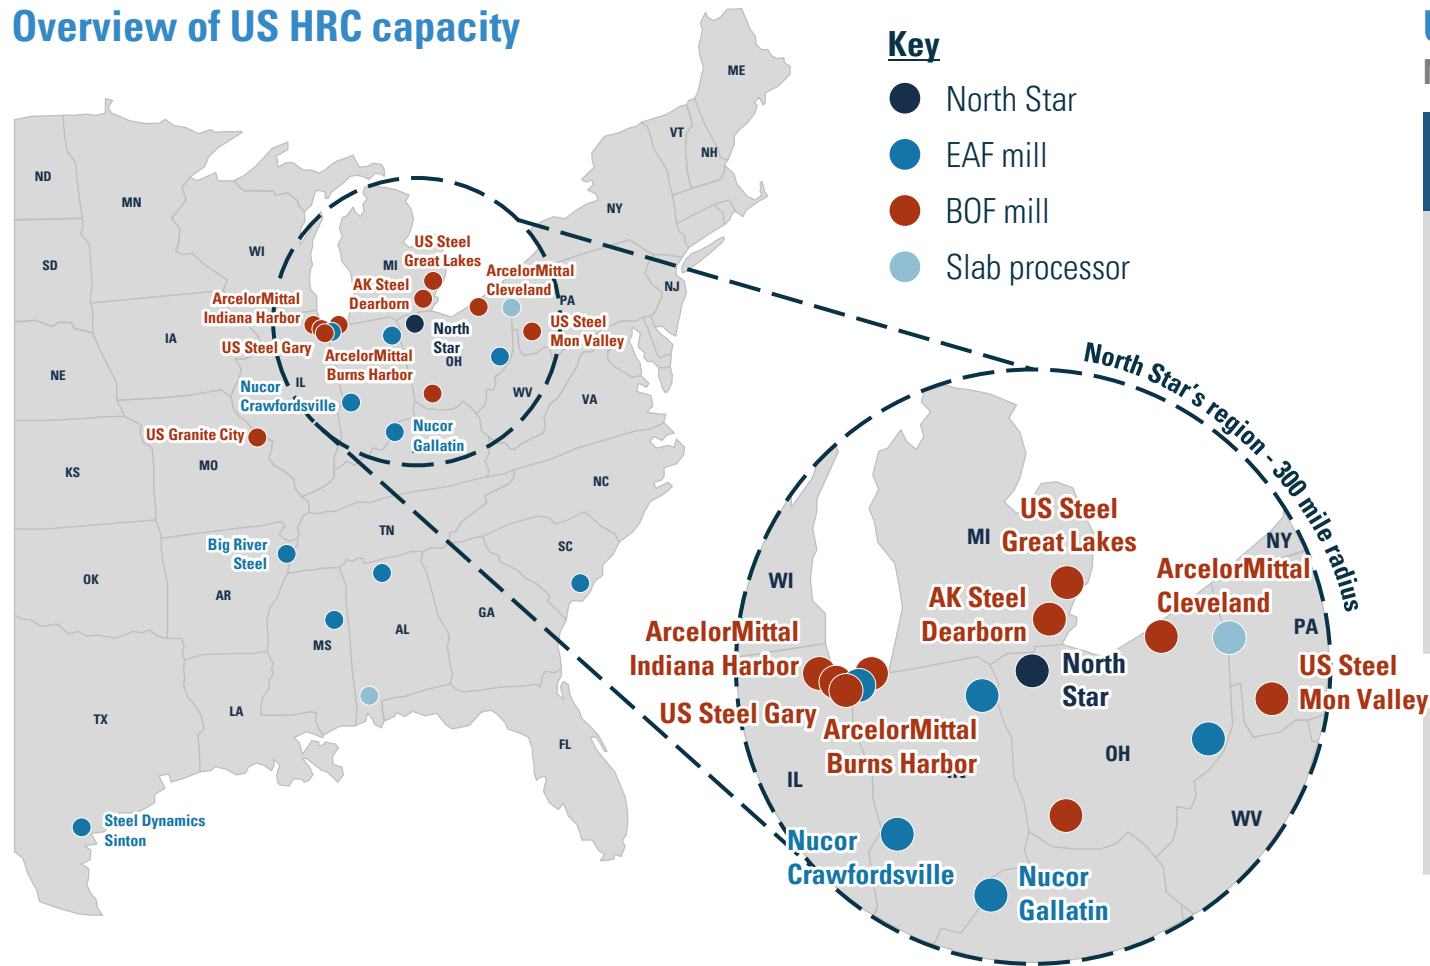 Overview of US HRC capacity
Key
North Star
EAF mill
BOF mill
Slab processor
ME
VT
NH
ND
MN
NY
WI
SD
MI
US Steel
Great Lakes
ArcelorMittal
Cleveland
AK Steel
Dearborn
PA
NJ
ArcelorMittal
Indiana Harbor
US Steel
Mon Valley
North
Star
IA
US Steel Gary
ArcelorMittal
Burns Harbor
OH
NE
IL
Nucor
Crawfordsville
WV
VA
US Granite City
Nucor
Gallatin
MO
KS
NC
TN
SC
Big River
Steel
OK
AR
GA
MS
AL
LA
TX
FL
Steel Dynamics
Sinton
North Star's region - 300 mile radius
US Steel
Great Lakes
MI
NY
WI
ArcelorMittal
Cleveland
AK Steel
Dearborn
PA
ArcelorMittal
Indiana Harbor
North
Star
US Steel
Mon Valley
US Steel Gary
ArcelorMittal
Burns Harbor
OH
IL
WV
Nucor
Crawfordsville
Nucor
Gallatin